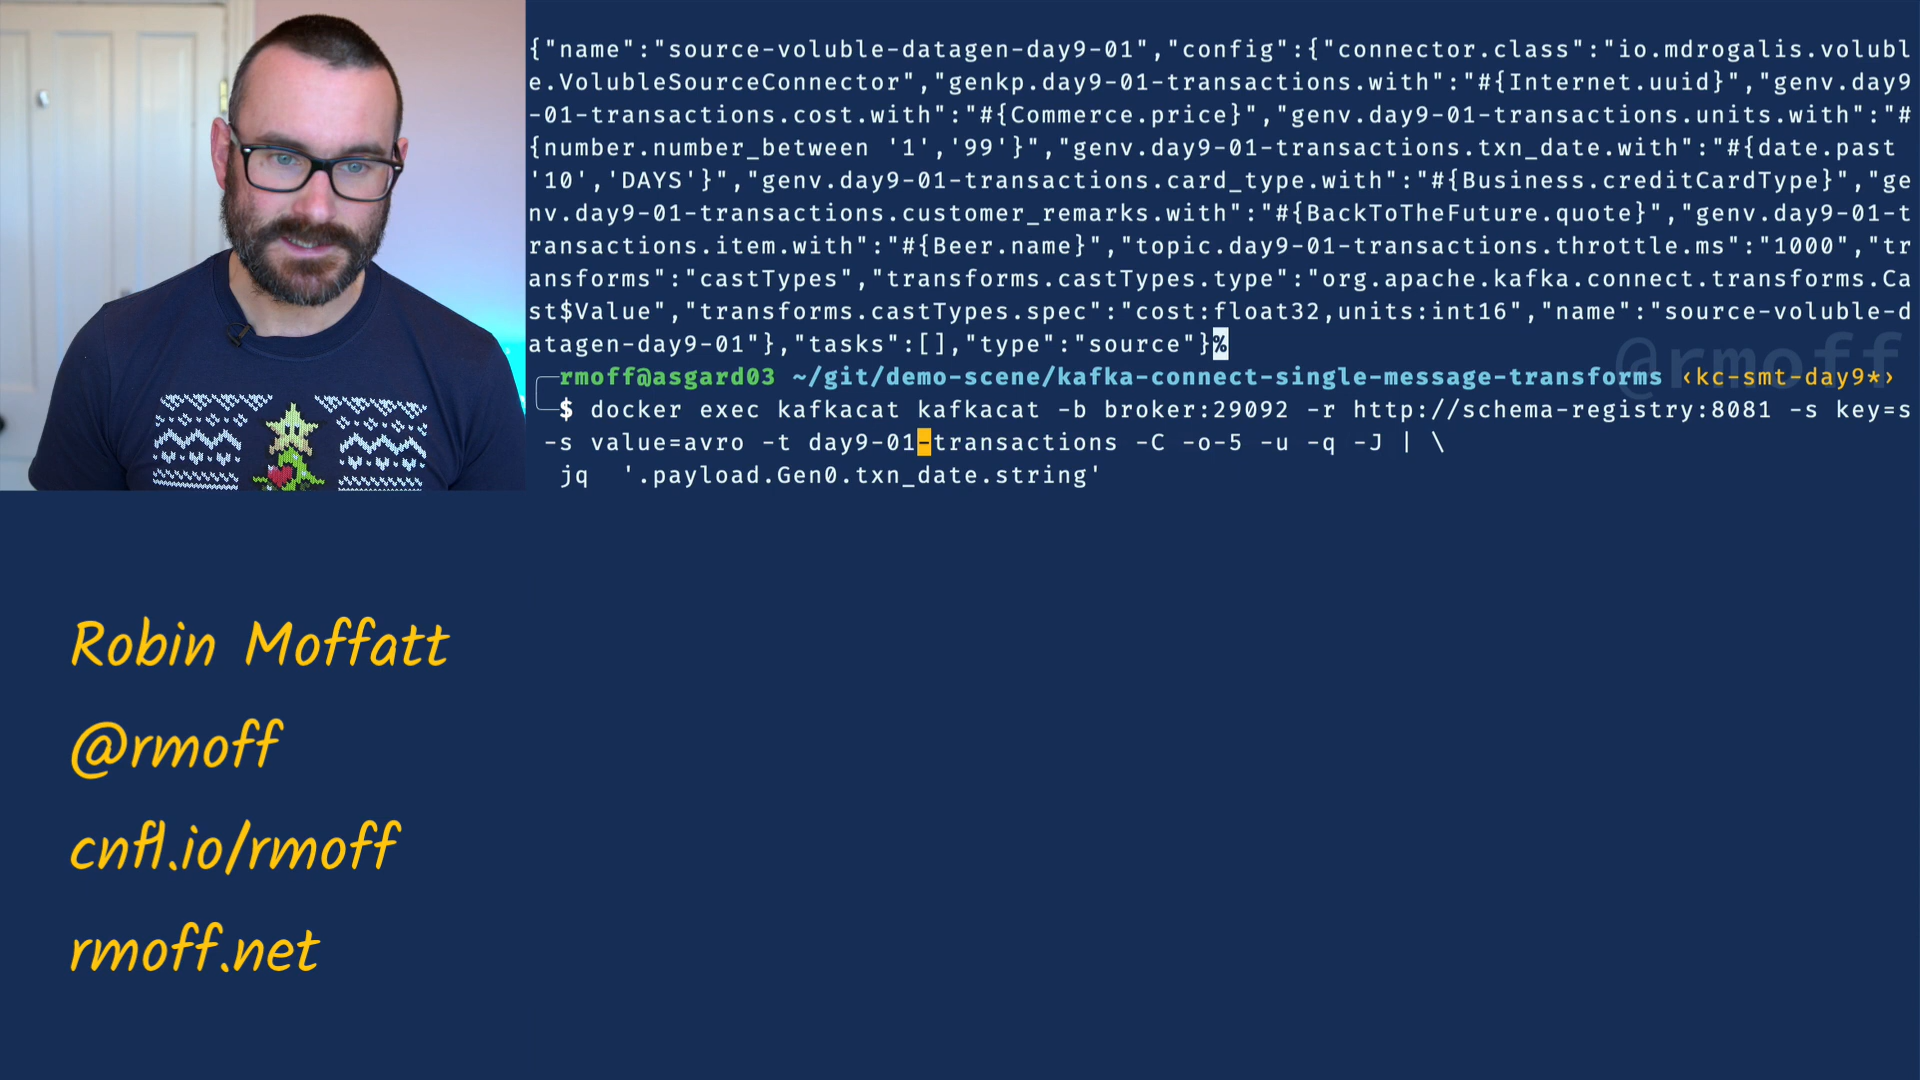 {"name":"source-voluble-datagen-day9-01","config":{"connector.class":"io.mdrogalis.volubl
e.VolubleSourceConnector","genkp.day9-01-transactions.with":"#{Internet.uuid}","genv.day9
-01-transactions.cost.with":"#{Commerce.price}","genv.day9-01-transactions.units.with":"#
{number.number_between '1','99'}","genv.day9-01-transactions.txn_date.with":"#{date.past 
'10','DAYS'}","genv.day9-01-transactions.card_type.with":"#{Business.creditCardType}","ge
nv.day9-01-transactions.customer_remarks.with":"#{BackToTheFuture.quote}","genv.day9-01-t
ransactions.item.with":"#{Beer.name}","topic.day9-01-transactions.throttle.ms":"1000","tr
ansforms":"castTypes","transforms.castTypes.type":"org.apache.kafka.connect.transforms.Ca
st$Value","transforms.castTypes.spec":"cost:float32,units:int16","name":"source-voluble-d
atagen-day9-01"},"tasks":[],"type":"source"}%
@rmoff
rmoff@asgard03 ~/git/demo-scene/kafka-connect-single-message-transforms ‹kc-smt-day9*›
$ docker exec kafkacat kafkacat -b broker:29092 -r http://schema-registry:8081 -s key=s
-s value=avro -t day9-01-transactions -C -o-5 -u -q -J | \
jq '.payload.Gen0.txn_date.string'
Robin Moffatt
@rmoff
cnfl.io/rmoff
rmoff.net